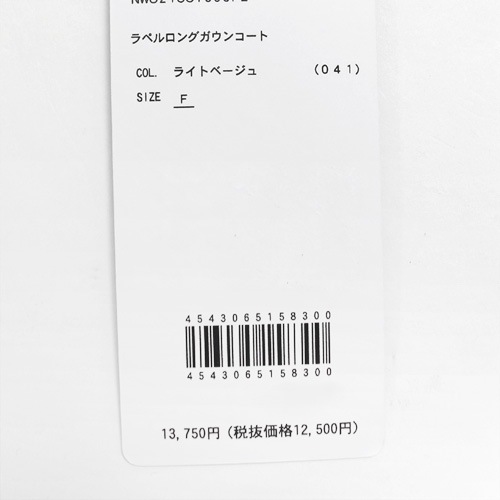 ラペルロングガウンコート
COL. ライトベージュ (041)
SIZE F
4543065158300
4543065158300
13,750円(税抜価格12,500円)